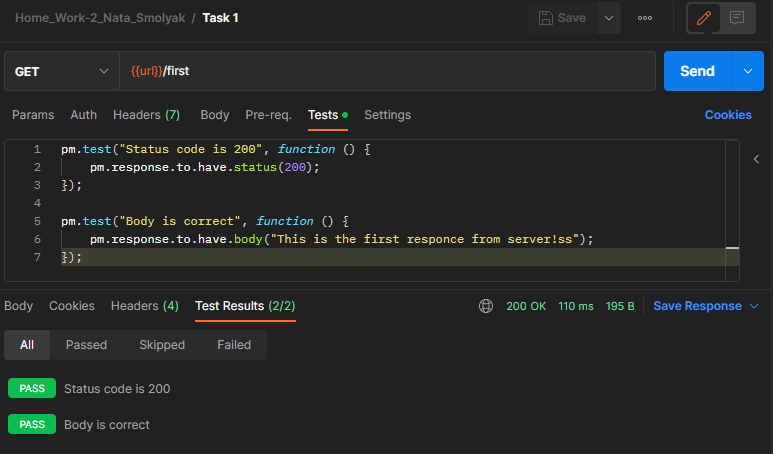 Home_Work-2_Nata_Smolyak / Task 1
Save
GET {{url}}/first Send
Params Auth Headers (7) Body Pre-req. Tests Settings Cookies
1 pm.test("Status code is 200", function () {
2 pm.response.to.have.status(200);
3 });
4
5 pm.test("Body is correct", function () {
6 pm.response.to.have.body("This is the first responce from server!ss");
7 });
Body Cookies Headers (4) Test Results (2/2) 200 OK 110 ms 195 B Save Response
All Passed Skipped Failed
PASS Status code is 200
PASS Body is correct